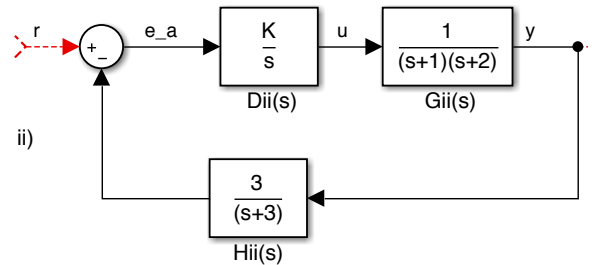 r
+
−
e_a
K
s
Dii(s)
u
1
(s+1)(s+2)
Gii(s)
y
ii)
3
(s+3)
Hii(s)